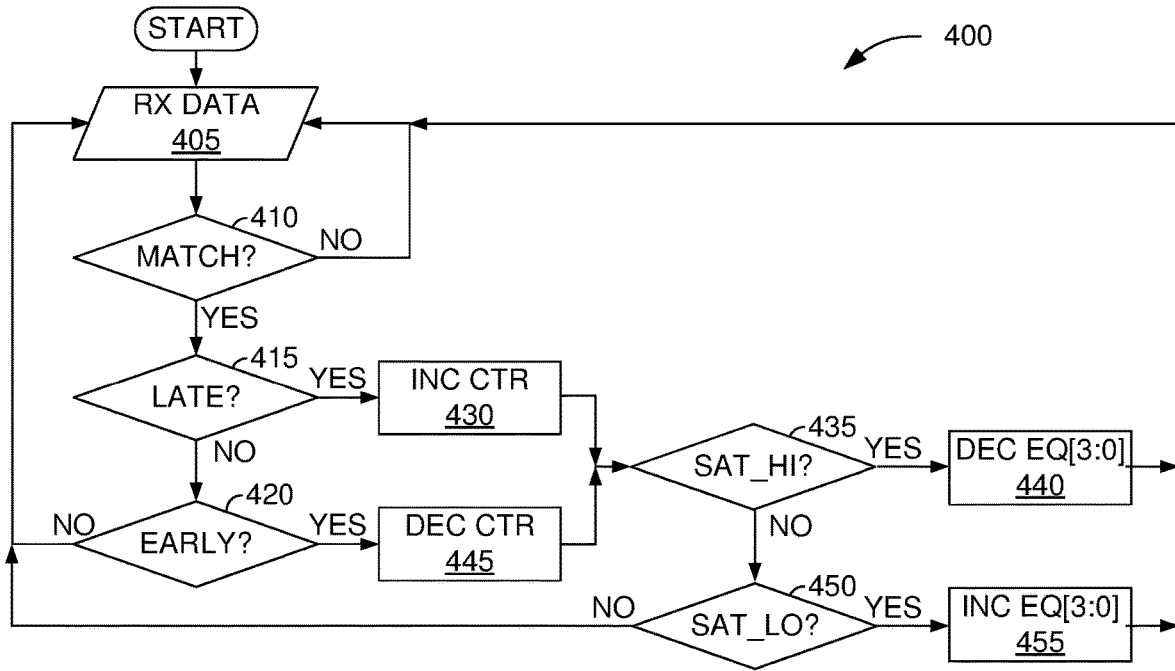 START
400
RX DATA
405
410
MATCH?
NO
YES
415
LATE?
YES
INC CTR
430
NO
435
SAT_HI?
YES
DEC EQ[3:0]
440
420
NO
EARLY?
YES
DEC CTR
445
NO
450
NO
SAT_LO?
YES
INC EQ[3:0]
455